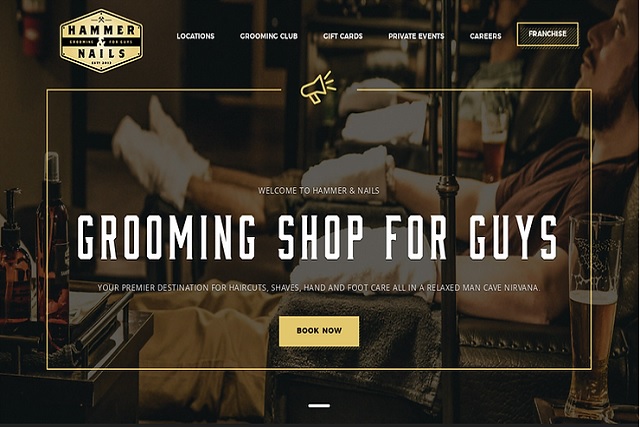 HAMMER
GROOMING & FOR GUYS
NAILS
EST 2013
LOCATIONS
GROOMING CLUB
GIFT CARDS
PRIVATE EVENTS
CAREERS
FRANCHISE
WELCOME TO HAMMER & NAILS
GROOMING SHOP FOR GUYS
YOUR PREMIER DESTINATION FOR HAIRCUTS, SHAVES, HAND AND FOOT CARE ALL IN A RELAXED MAN CAVE NIRVANA.
BOOK NOW